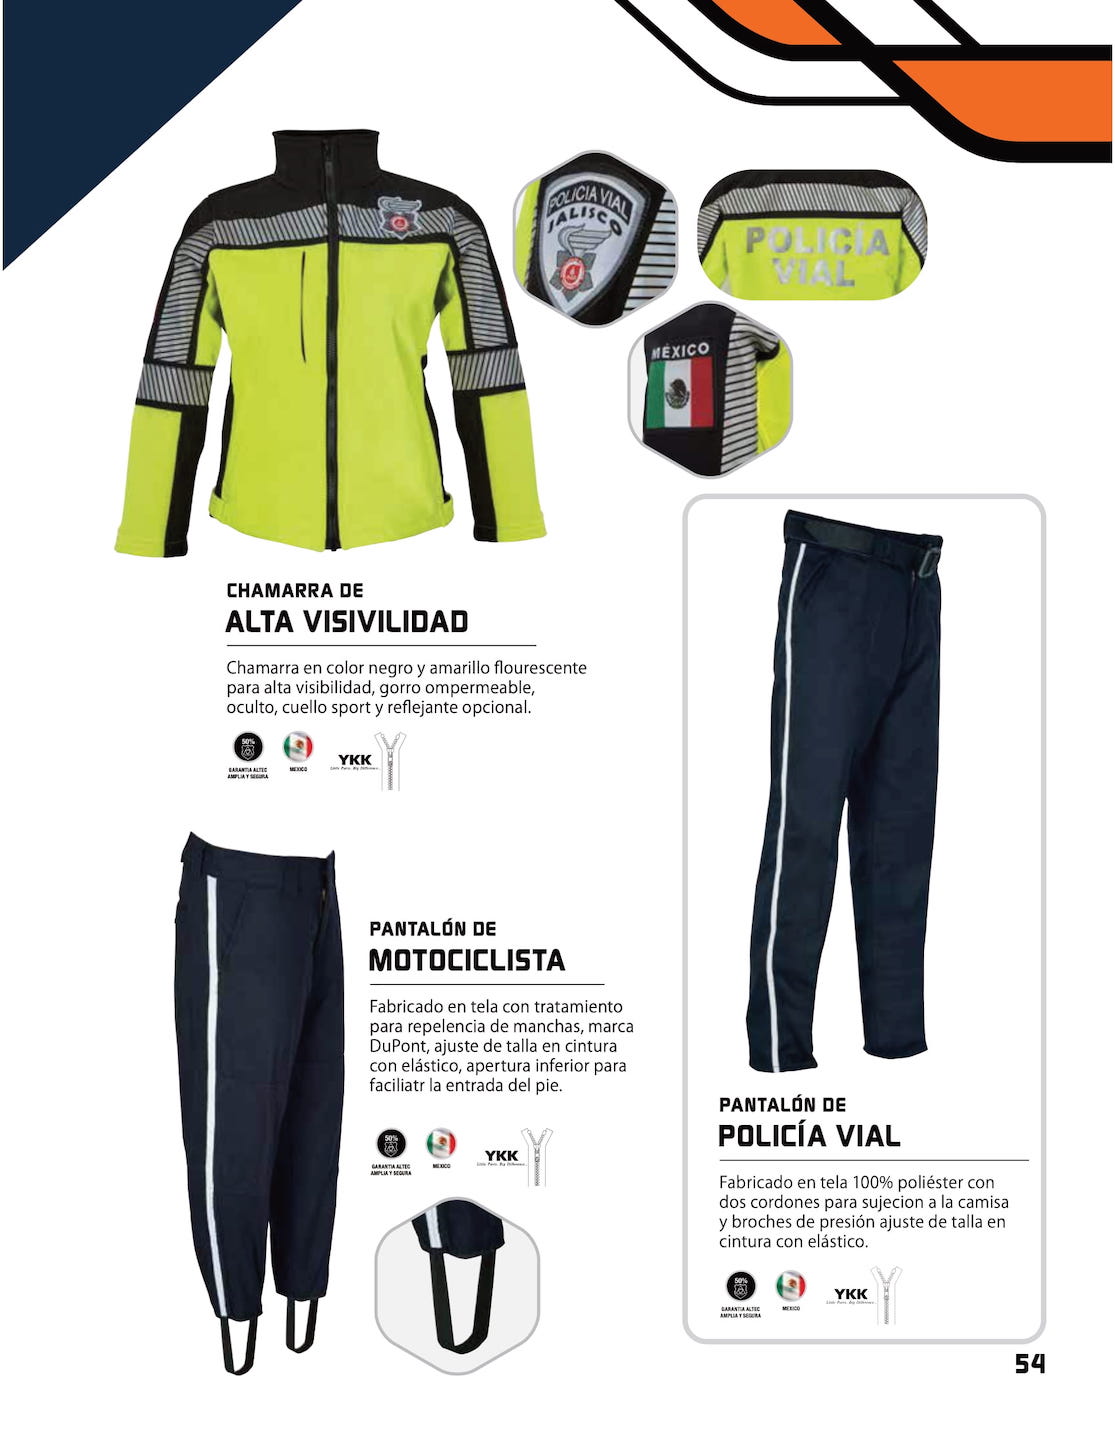 POLICIA VIAL
JALISCO
POLICÍA
VIAL
MÉXICO
CHAMARRA DE
ALTA VISIVILIDAD
Chamarra en color negro y amarillo flourescente
para alta visibilidad, gorro ompermeable,
oculto, cuello sport y reflejante opcional.
50%
GARANTIA ALTEC
AMPLIA Y SEGURA
MEXICO
YKK
Little Parts. Big Difference.
PANTALÓN DE
MOTOCICLISTA
Fabricado en tela con tratamiento
para repelencia de manchas, marca
DuPont, ajuste de talla en cintura
con elástico, apertura inferior para
faciliatr la entrada del pie.
50%
GARANTIA ALTEC
AMPLIA Y SEGURA
MEXICO
YKK
Little Parts. Big Difference.
PANTALÓN DE
POLICÍA VIAL
Fabricado en tela 100% poliéster con
dos cordones para sujecion a la camisa
y broches de presión ajuste de talla en
cintura con elástico.
50%
GARANTIA ALTEC
AMPLIA Y SEGURA
MEXICO
YKK
Little Parts. Big Difference.
54